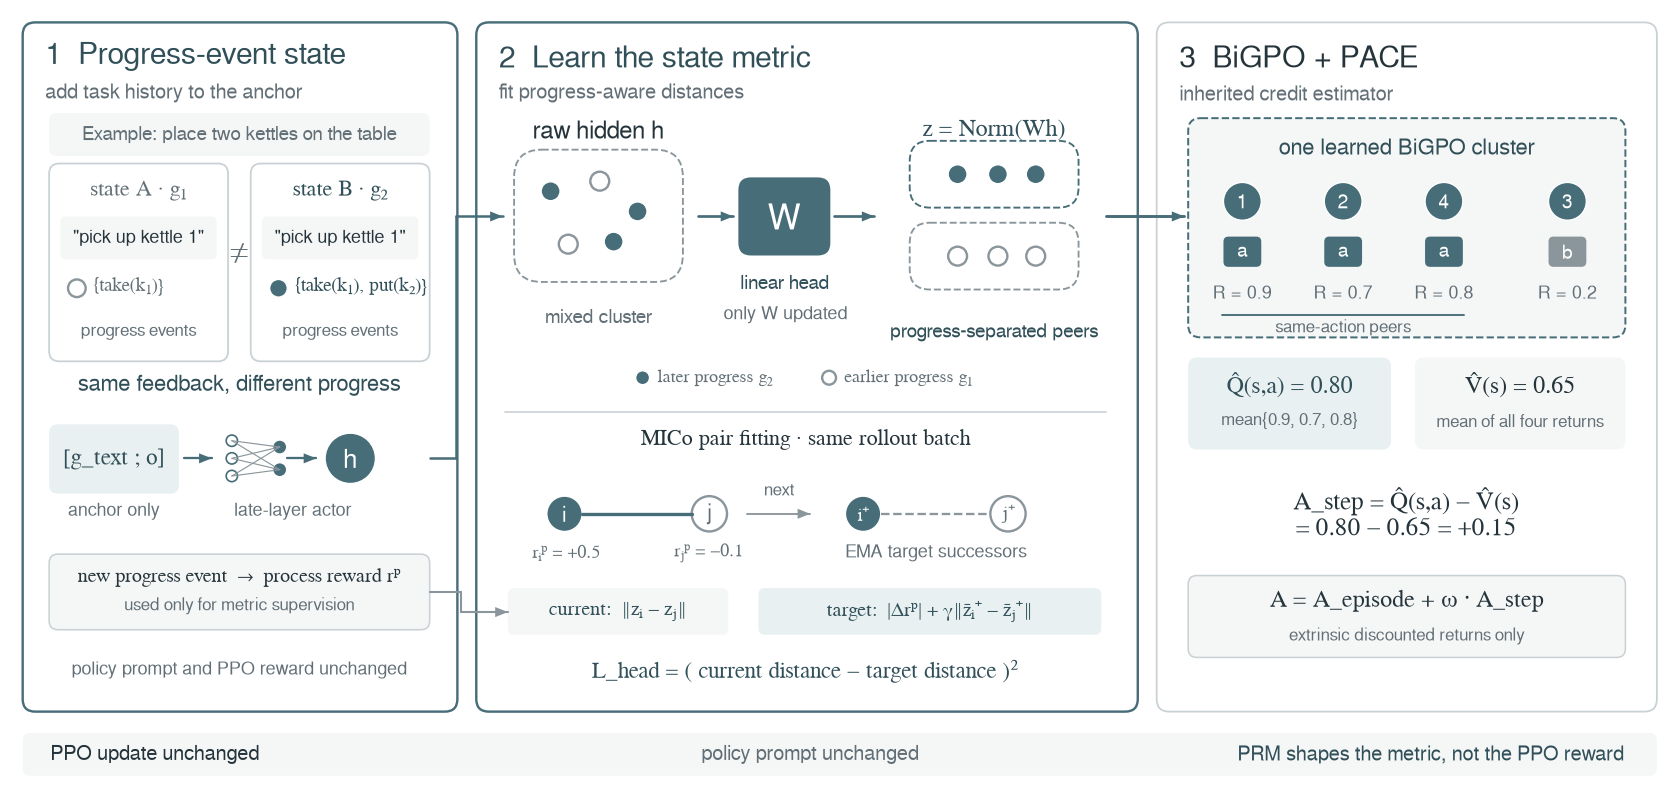 1 Progress-event state
add task history to the anchor
Example: place two kettles on the table
state A · g₁
"pick up kettle 1"
{take(k₁)}
progress events
≠
state B · g₂
"pick up kettle 1"
{take(k₁), put(k₂)}
progress events
same feedback, different progress
[g_text ; o]
h
anchor only
late-layer actor
new progress event → process reward rᵖ
used only for metric supervision
policy prompt and PPO reward unchanged
2 Learn the state metric
fit progress-aware distances
raw hidden h
mixed cluster
W
linear head
only W updated
z = Norm(Wh)
progress-separated peers
later progress g₂
earlier progress g₁
MICo pair fitting · same rollout batch
i
j
next
i⁺
j⁺
rᵢᵖ = +0.5
rⱼᵖ = −0.1
EMA target successors
current: ‖zᵢ − zⱼ‖
target: |Δrᵖ| + γ‖z̄ᵢ⁺ − z̄ⱼ⁺‖
L_head = ( current distance − target distance )²
3 BiGPO + PACE
inherited credit estimator
one learned BiGPO cluster
1 2 4 3
a a a b
R = 0.9 R = 0.7 R = 0.8 R = 0.2
same-action peers
Q̂(s,a) = 0.80
mean{0.9, 0.7, 0.8}
V̂(s) = 0.65
mean of all four returns
A_step = Q̂(s,a) − V̂(s)
= 0.80 − 0.65 = +0.15
A = A_episode + ω · A_step
extrinsic discounted returns only
PPO update unchanged
policy prompt unchanged
PRM shapes the metric, not the PPO reward